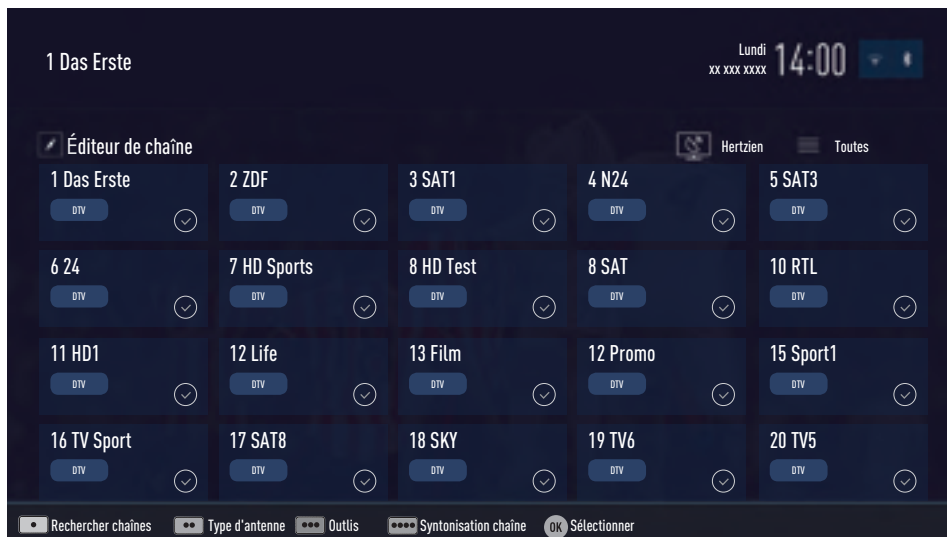 1 Das Erste
Lundi
xx xxx xxxx
14:00
Éditeur de chaîne
Hertzien
Toutes
1 Das Erste 2 ZDF 3 SAT1 4 N24 5 SAT3
DTV DTV DTV DTV DTV
6 24 7 HD Sports 8 HD Test 8 SAT 10 RTL
DTV DTV DTV DTV DTV
11 HD1 12 Life 13 Film 12 Promo 15 Sport1
DTV DTV DTV DTV DTV
16 TV Sport 17 SAT8 18 SKY 19 TV6 20 TV5
DTV DTV DTV DTV DTV
Rechercher chaînes Type d'antenne Outlis Syntonisation chaîne OK Sélectionner